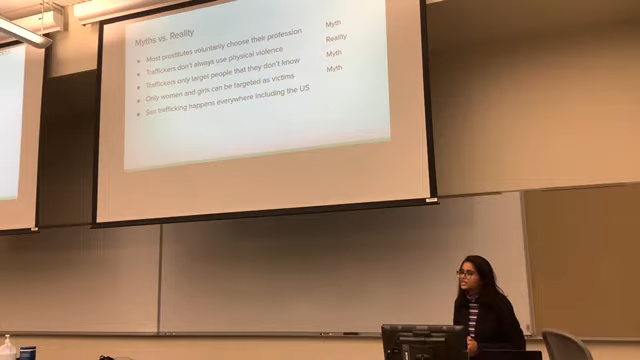 Myths vs. Reality
Most prostitutes voluntarily choose their profession Myth
Traffickers don't always use physical violence Reality
Traffickers only target people that they don't know Myth
Only women and girls can be targeted as victims Myth
Sex trafficking happens everywhere including the US